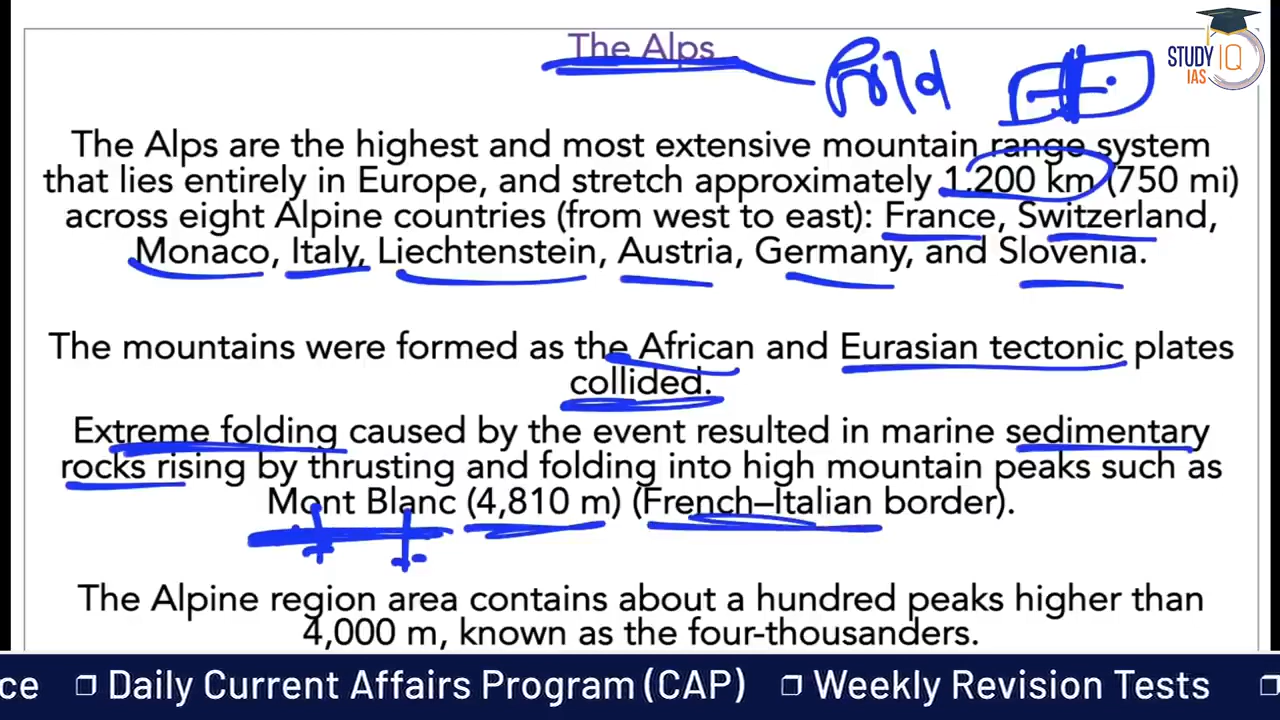 The Alps
fold
STUDY IQ
IAS
The Alps are the highest and most extensive mountain range system
that lies entirely in Europe, and stretch approximately 1,200 km (750 mi)
across eight Alpine countries (from west to east): France, Switzerland,
Monaco, Italy, Liechtenstein, Austria, Germany, and Slovenia.
The mountains were formed as the African and Eurasian tectonic plates
collided.
Extreme folding caused by the event resulted in marine sedimentary
rocks rising by thrusting and folding into high mountain peaks such as
Mont Blanc (4,810 m) (French–Italian border).
The Alpine region area contains about a hundred peaks higher than
4,000 m, known as the four-thousanders.
ce ❐ Daily Current Affairs Program (CAP) ❐ Weekly Revision Tests ❐